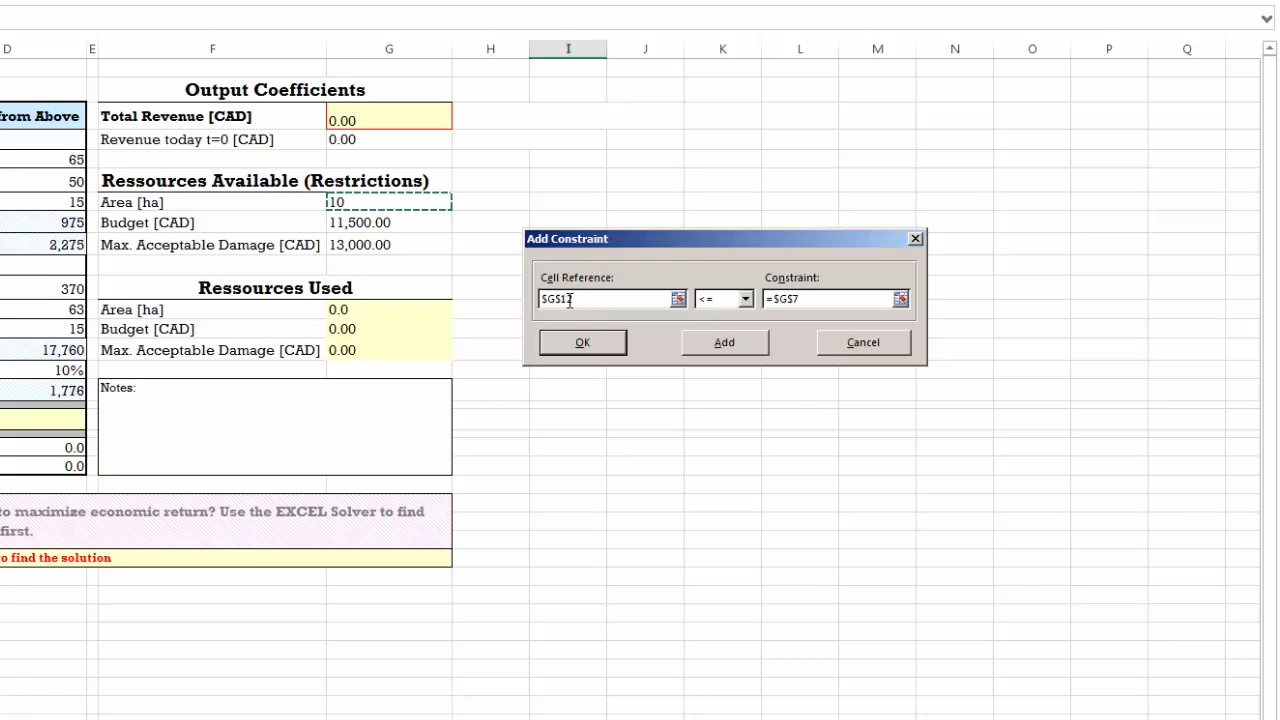 D E F G H I J K L M N O P Q
Output Coefficients
from Above Total Revenue [CAD] 0.00
Revenue today t=0 [CAD] 0.00
65
50 Ressources Available (Restrictions)
15 Area [ha] 10
975 Budget [CAD] 11,500.00
2,275 Max. Acceptable Damage [CAD] 13,000.00
Add Constraint
Cell Reference: Constraint:
$G$12 <= =$G$7
OK Add Cancel
370 Ressources Used
63 Area [ha] 0.0
15 Budget [CAD] 0.00
17,760 Max. Acceptable Damage [CAD] 0.00
10%
1,776 Notes:
0.0
0.0
to maximize economic return? Use the EXCEL Solver to find
first.
to find the solution